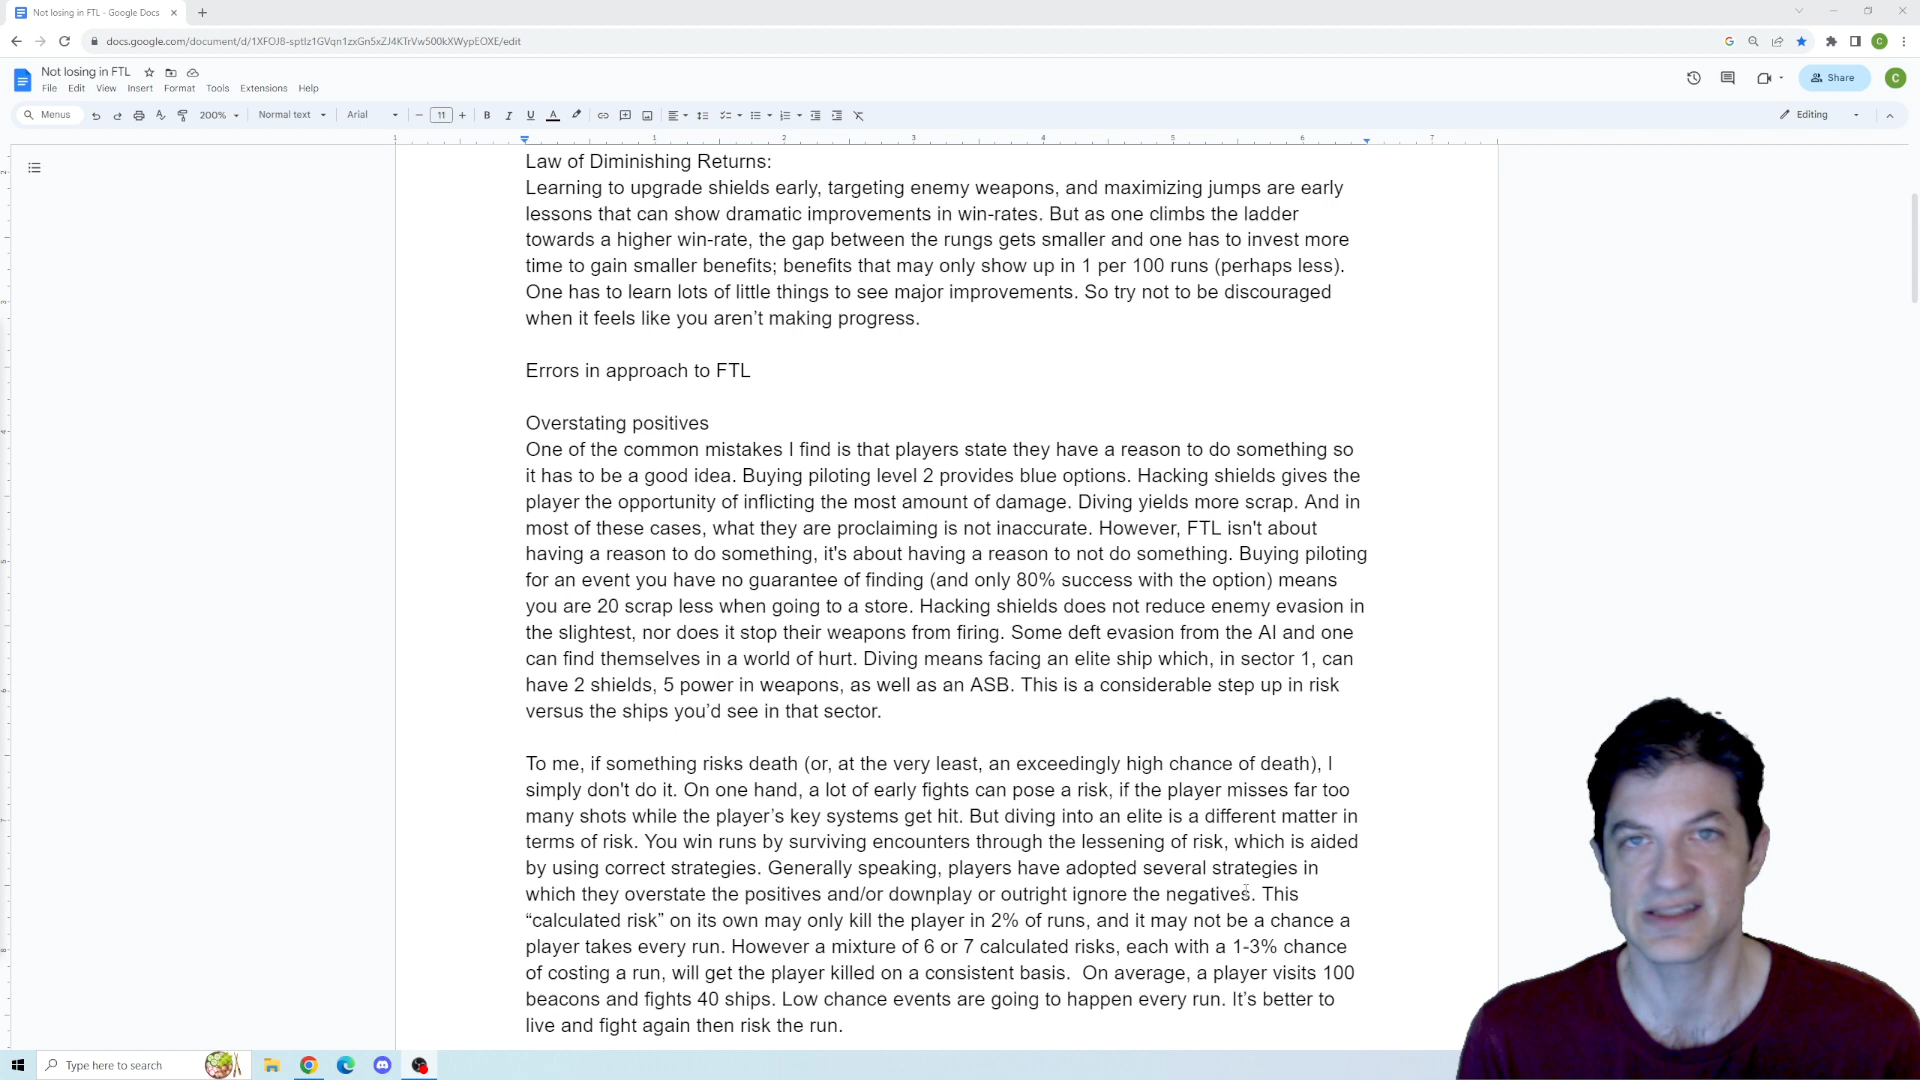 Not losing in FTL - Google Docs
docs.google.com/document/d/1XFOJ8-sptIz1GVqn1zxGn5xZJ4KTrVw500kXWypEOXE/edit
Not losing in FTL
File Edit View Insert Format Tools Extensions Help
Share
C
Menus 200% Normal text Arial 11 Editing
1 1 2 3 4 5 6 7
Law of Diminishing Returns:
Learning to upgrade shields early, targeting enemy weapons, and maximizing jumps are early
lessons that can show dramatic improvements in win-rates. But as one climbs the ladder
towards a higher win-rate, the gap between the rungs gets smaller and one has to invest more
time to gain smaller benefits; benefits that may only show up in 1 per 100 runs (perhaps less).
One has to learn lots of little things to see major improvements. So try not to be discouraged
when it feels like you aren’t making progress.
Errors in approach to FTL
Overstating positives
One of the common mistakes I find is that players state they have a reason to do something so
it has to be a good idea. Buying piloting level 2 provides blue options. Hacking shields gives the
player the opportunity of inflicting the most amount of damage. Diving yields more scrap. And in
most of these cases, what they are proclaiming is not inaccurate. However, FTL isn't about
having a reason to do something, it's about having a reason to not do something. Buying piloting
for an event you have no guarantee of finding (and only 80% success with the option) means
you are 20 scrap less when going to a store. Hacking shields does not reduce enemy evasion in
the slightest, nor does it stop their weapons from firing. Some deft evasion from the AI and one
can find themselves in a world of hurt. Diving means facing an elite ship which, in sector 1, can
have 2 shields, 5 power in weapons, as well as an ASB. This is a considerable step up in risk
versus the ships you’d see in that sector.
To me, if something risks death (or, at the very least, an exceedingly high chance of death), I
simply don't do it. On one hand, a lot of early fights can pose a risk, if the player misses far too
many shots while the player’s key systems get hit. But diving into an elite is a different matter in
terms of risk. You win runs by surviving encounters through the lessening of risk, which is aided
by using correct strategies. Generally speaking, players have adopted several strategies in
which they overstate the positives and/or downplay or outright ignore the negatives. This
“calculated risk” on its own may only kill the player in 2% of runs, and it may not be a chance a
player takes every run. However a mixture of 6 or 7 calculated risks, each with a 1-3% chance
of costing a run, will get the player killed on a consistent basis.  On average, a player visits 100
beacons and fights 40 ships. Low chance events are going to happen every run. It’s better to
live and fight again then risk the run.
Type here to search